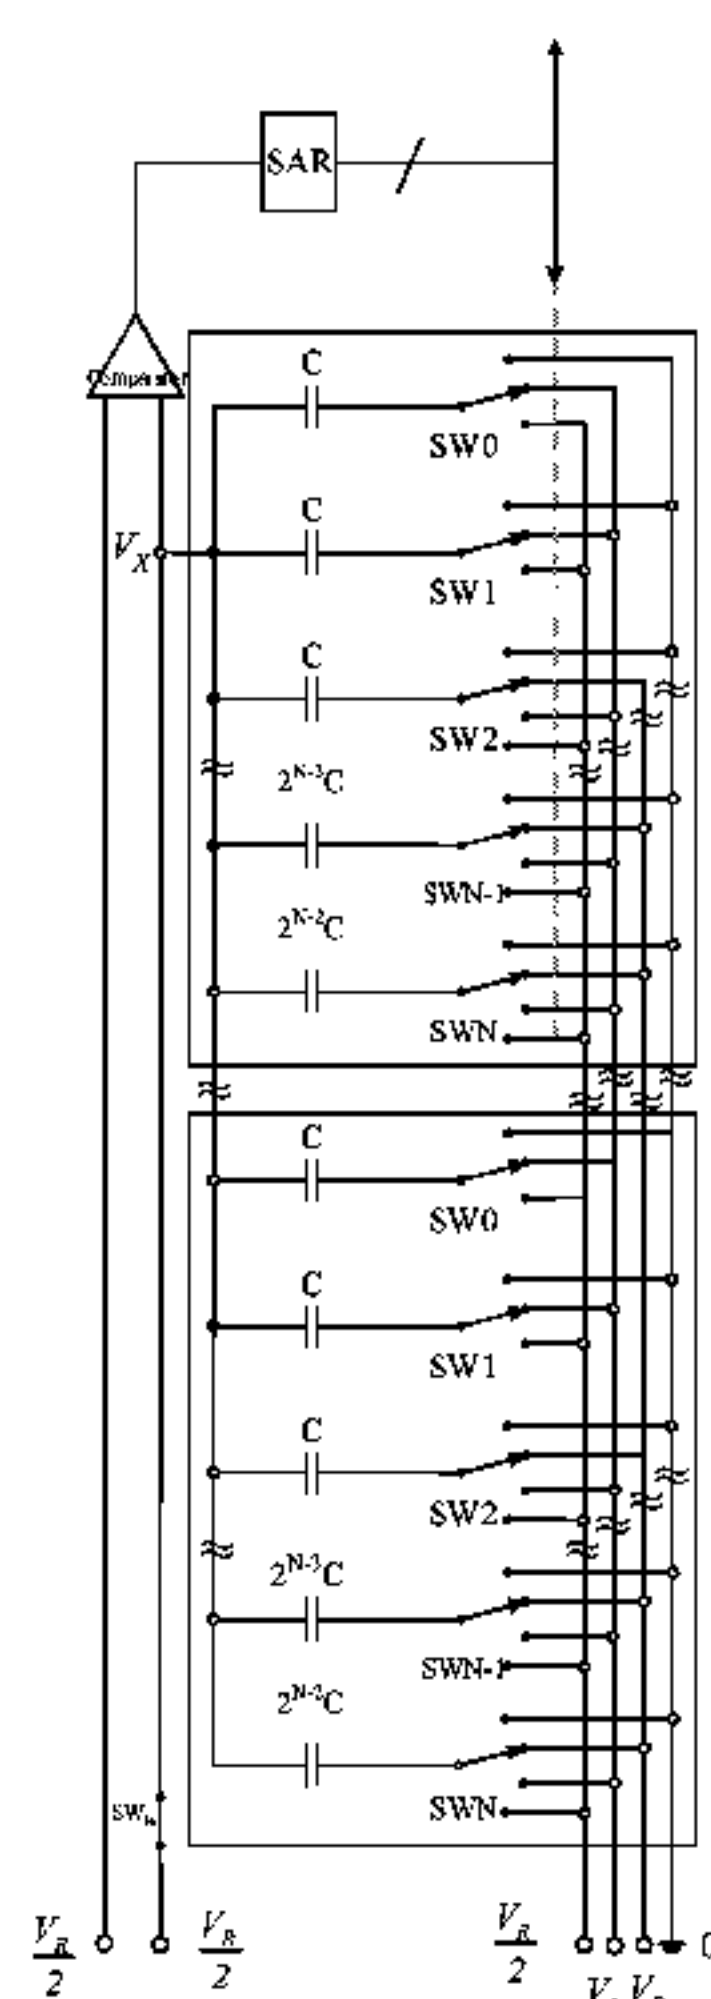 SAR
Comparator
C
SW0
C
V_X
SW1
C
SW2
2^{N-3}C
SWN-1
2^{N-2}C
SWN
C
SW0
C
SW1
C
SW2
2^{N-3}C
SWN-1
2^{N-2}C
SWN
V_R/2
V_R/2
V_R/2